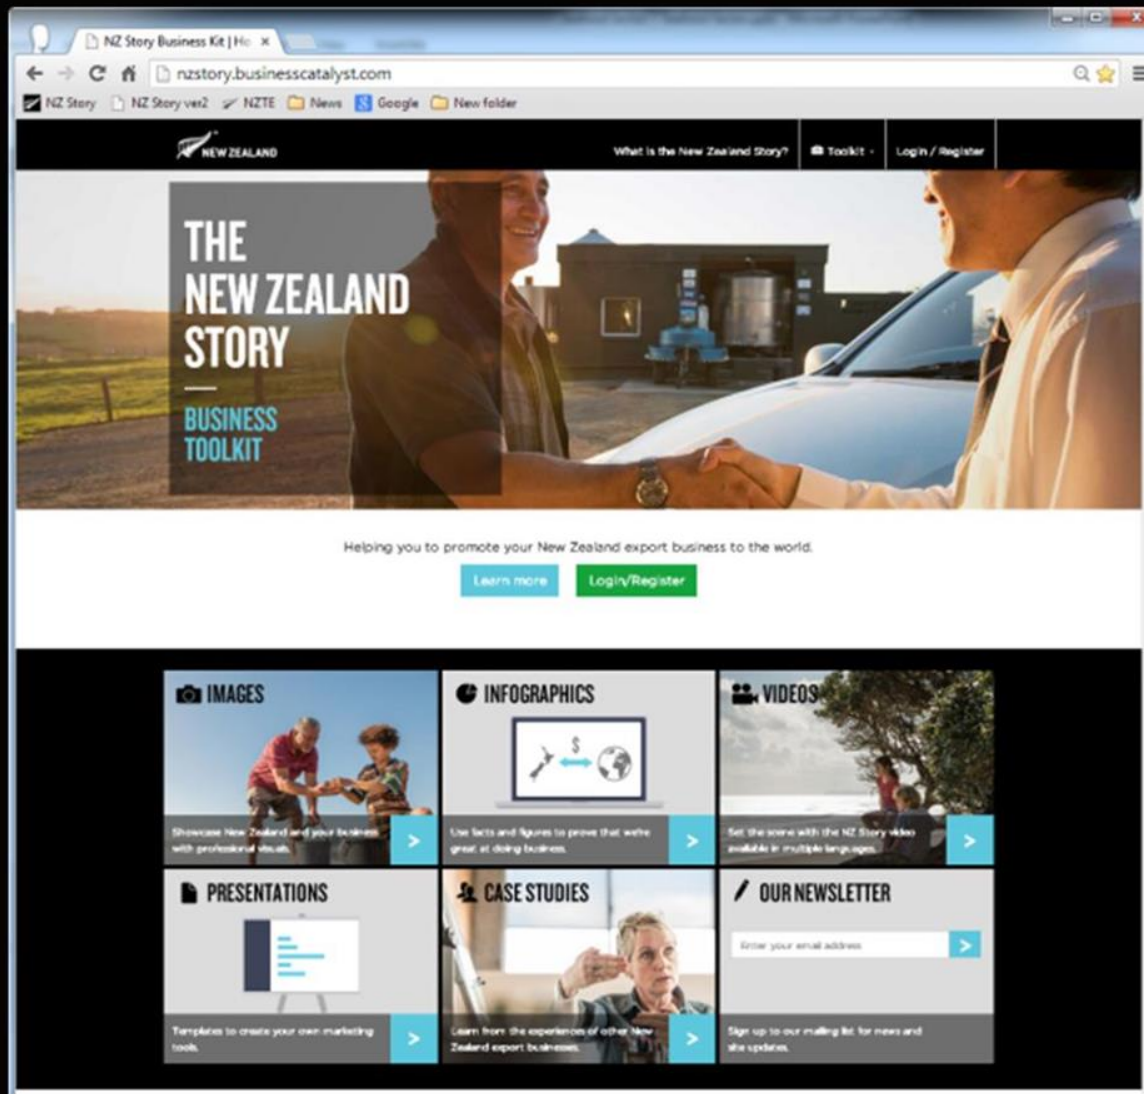 NZ Story Business Kit | Ho
nzstory.businesscatalyst.com
NZ Story
NZ Story ver2
NZTE
News
Google
New folder
NEW ZEALAND
What is the New Zealand Story?
Toolkit
Login / Register
THE
NEW ZEALAND
STORY
BUSINESS
TOOLKIT
Helping you to promote your New Zealand export business to the world.
Learn more
Login/Register
IMAGES
Showcase New Zealand and your business
with professional visuals.
INFOGRAPHICS
$
Use facts and figures to prove that we're
great at doing business.
VIDEOS
Set the scene with the NZ Story video
available in multiple languages.
PRESENTATIONS
Templates to create your own marketing
tools.
CASE STUDIES
Learn from the experiences of other New
Zealand export businesses.
OUR NEWSLETTER
Enter your email address
Sign up to our mailing list for news and
site updates.